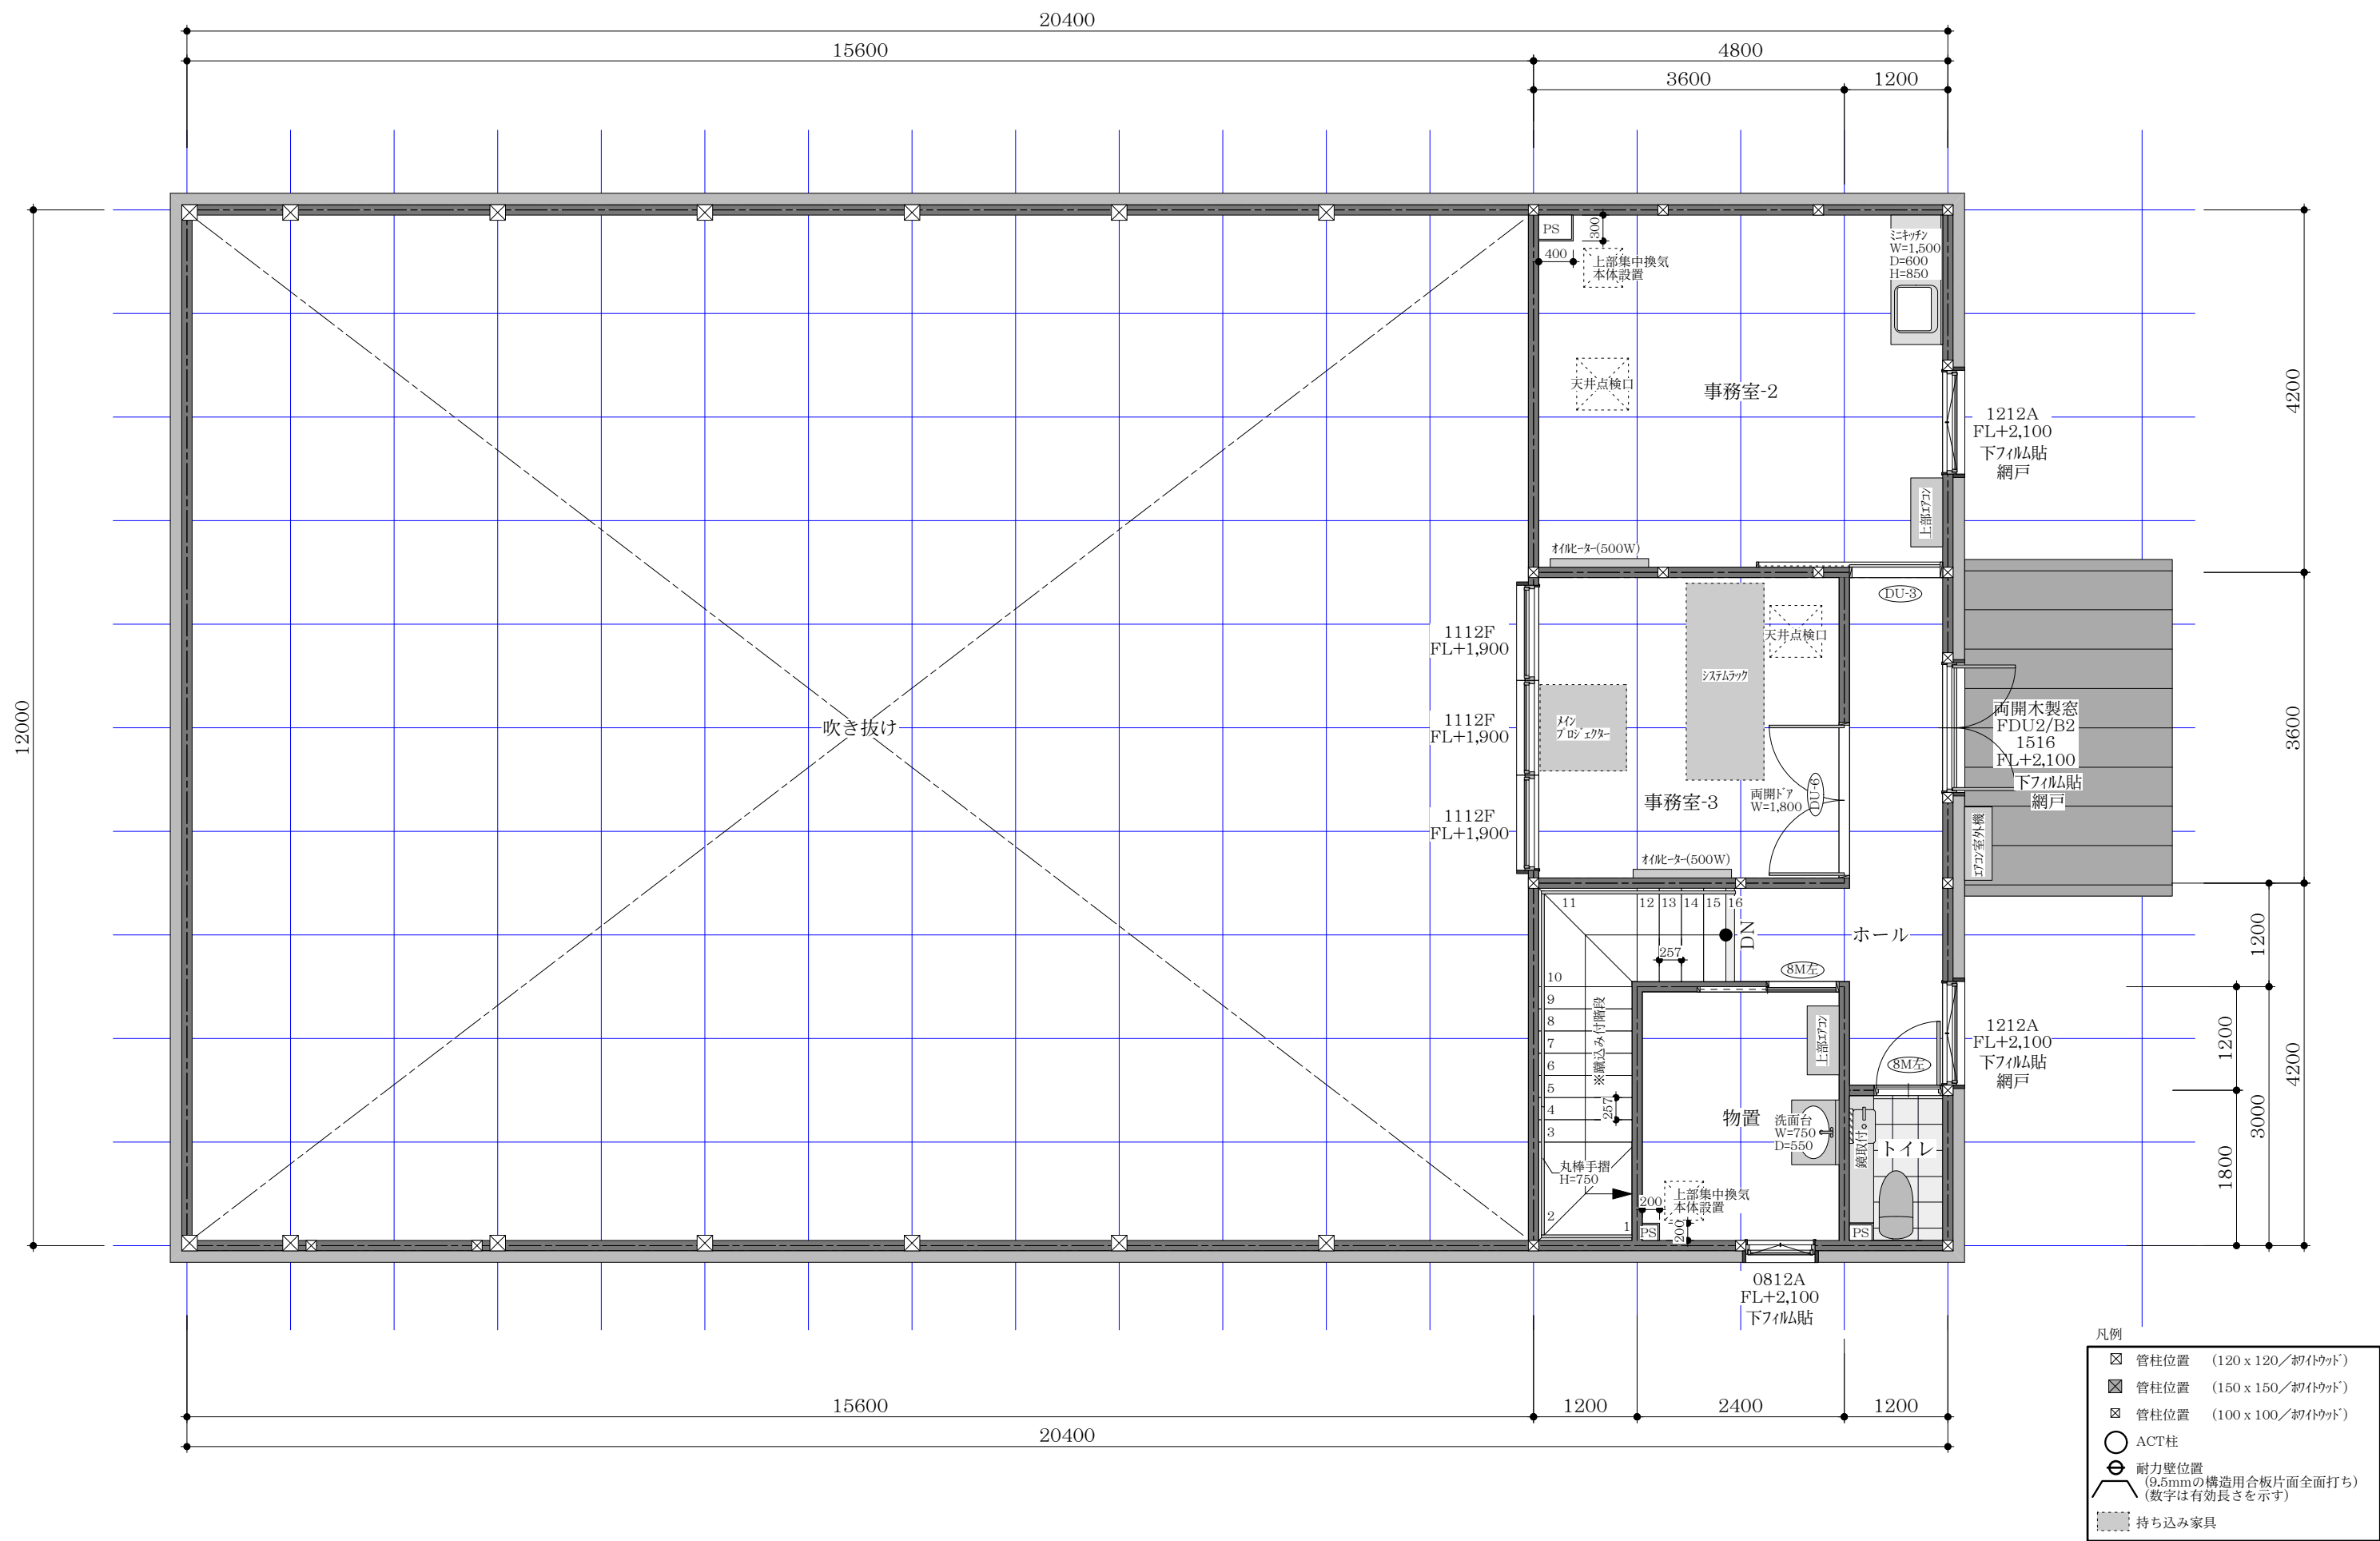 20400
15600
4800
3600
1200
PS
300
400
上部集中換気
本体設置
ﾐﾆｷｯﾁﾝ
W=1,500
D=600
H=850
天井点検口
事務室-2
1212A
FL+2,100
下ﾌｨﾙﾑ貼
網戸
上部ｴｱｺﾝ
4200
ｵｲﾙﾋｰﾀｰ(500W)
DU-3
1112F
FL+1,900
天井点検口
ｼｽﾃﾑﾗｯｸ
12000
吹き抜け
1112F
FL+1,900
ﾒｲﾝ
ﾌﾟﾛｼﾞｪｸﾀｰ
両開木製窓
FDU2/B2
1516
FL+2,100
下ﾌｨﾙﾑ貼
網戸
3600
事務室-3
両開ﾄﾞｱ
W=1,800
DU-6
1112F
FL+1,900
ｴｱｺﾝ室外機
ｵｲﾙﾋｰﾀｰ(500W)
11
12
13
14
15
16
DN
ホール
257
8M左
1200
10
9
8
7
6
5
4
3
2
1
※蹴込み付階段
257
上部ｴｱｺﾝ
1212A
FL+2,100
下ﾌｨﾙﾑ貼
網戸
8M左
1200
4200
3000
1800
物置
洗面台
W=750
D=550
鏡取付
トイレ
丸棒手摺
H=750
上部集中換気
本体設置
200
200
PS
PS
0812A
FL+2,100
下ﾌｨﾙﾑ貼
15600
1200
2400
1200
20400
凡例
管柱位置 (120 x 120／ﾎﾜｲﾄｳｯﾄﾞ)
管柱位置 (150 x 150／ﾎﾜｲﾄｳｯﾄﾞ)
管柱位置 (100 x 100／ﾎﾜｲﾄｳｯﾄﾞ)
ACT柱
耐力壁位置
(9.5mmの構造用合板片面全面打ち)
(数字は有効長さを示す)
持ち込み家具